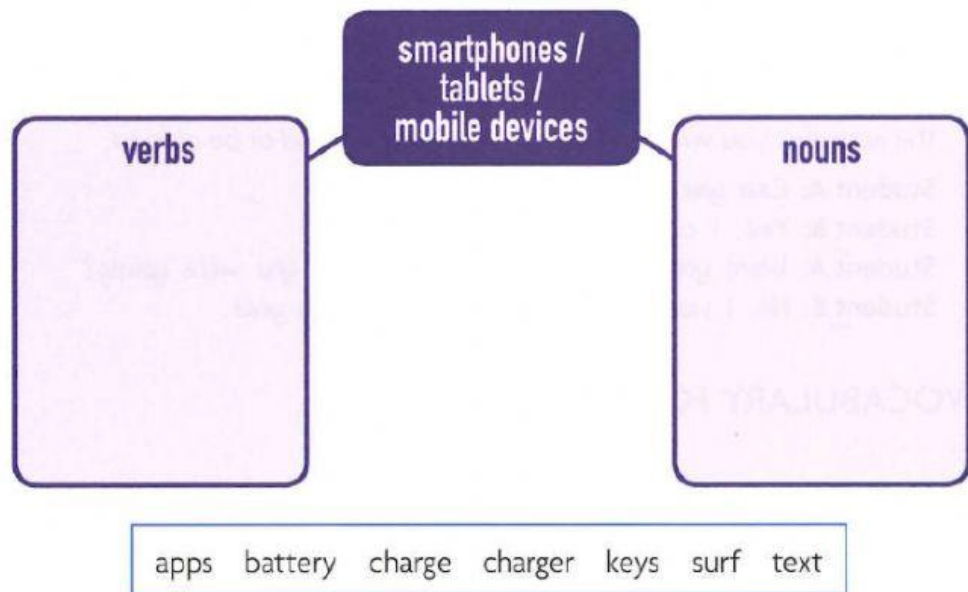 smartphones /
tablets /
mobile devices
verbs
nouns
apps battery charge charger keys surf text